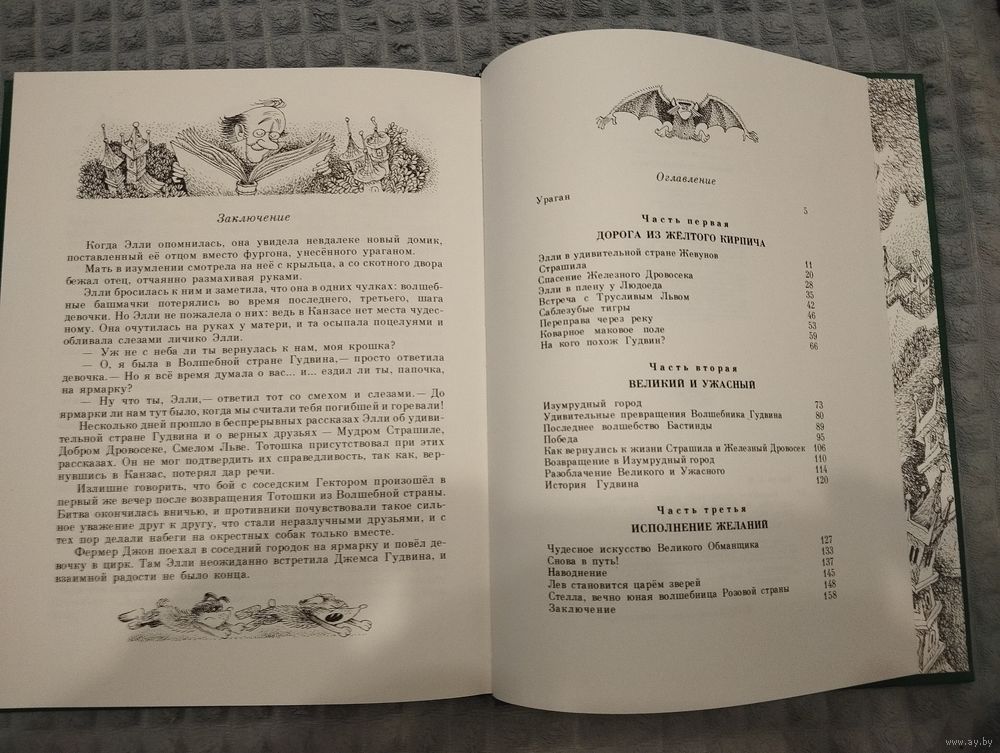 Заключение
Когда Элли опомнилась, она увидела невдалеке новый домик,
поставленный её отцом вместо фургона, унесённого ураганом.
Мать в изумлении смотрела на неё с крыльца, а со скотного двора
бежал отец, отчаянно размахивая руками.
Элли бросилась к ним и заметила, что она в одних чулках: волшеб-
ные башмачки потерялись во время последнего, третьего, шага
девочки. Но Элли не пожалела о них: ведь в Канзасе нет места чудес-
ному. Она очутилась на руках у матери, и та осыпала поцелуями и
обливала слезами личико Элли.
— Уж не с неба ли ты вернулась к нам, моя крошка?
— О, я была в Волшебной стране Гудвина,— просто ответила
девочка.— Но я всё время думала о вас... и... ездил ли ты, папочка,
на ярмарку?
— Ну что ты, Элли,— ответил тот со смехом и слезами.— До
ярмарки ли нам тут было, когда мы считали тебя погибшей и горевали!
Несколько дней прошло в беспрерывных рассказах Элли об удиви-
тельной стране Гудвина и о верных друзьях — Мудром Страшиле,
Добром Дровосеке, Смелом Льве. Тотошка присутствовал при этих
рассказах. Он не мог подтвердить их справедливость, так как, вер-
нувшись в Канзас, потерял дар речи.
Излишне говорить, что бой с соседским Гектором произошёл в
первый же вечер после возвращения Тотошки из Волшебной страны.
Битва окончилась вничью, и противники почувствовали такое силь-
ное уважение друг к другу, что стали неразлучными друзьями, и с
тех пор делали набеги на окрестных собак только вместе.
Фермер Джон поехал в соседний городок на ярмарку и повёл де-
вочку в цирк. Там Элли неожиданно встретила Джемса Гудвина, и
взаимной радости не было конца.
Оглавление
Ураган 5
Часть первая
ДОРОГА ИЗ ЖЁЛТОГО КИРПИЧА
Элли в удивительной стране Жевунов 11
Страшила 20
Спасение Железного Дровосека 28
Элли в плену у Людоеда 35
Встреча с Трусливым Львом 42
Саблезубые тигры 46
Переправа через реку 53
Коварное маковое поле 59
На кого похож Гудвин? 66
Часть вторая
ВЕЛИКИЙ И УЖАСНЫЙ
Изумрудный город 73
Удивительные превращения Волшебника Гудвина 80
Последнее волшебство Бастинды 89
Победа 95
Как вернулись к жизни Страшила и Железный Дровосек 106
Возвращение в Изумрудный город 110
Разоблачение Великого и Ужасного 114
История Гудвина 120
Часть третья
ИСПОЛНЕНИЕ ЖЕЛАНИЙ
Чудесное искусство Великого Обманщика 127
Снова в путь! 133
Наводнение 137
Лев становится царём зверей 145
Стелла, вечно юная волшебница Розовой страны 148
Заключение 158
www.ay.by